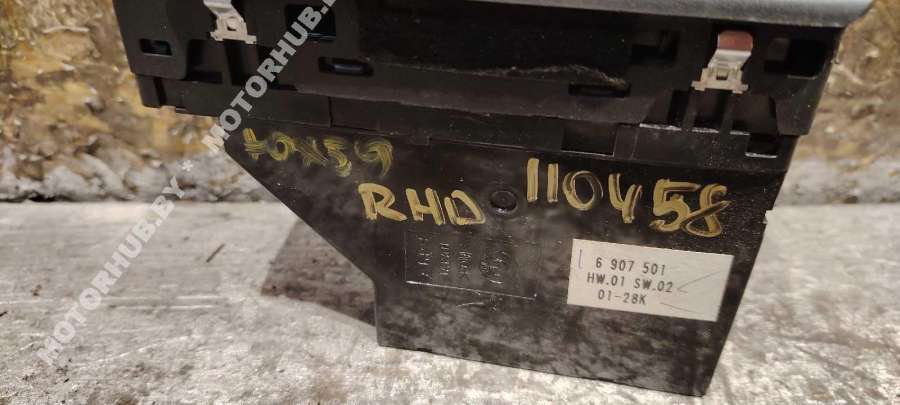 MOTORHUB.BY * MOTORHUB.BY
RHD
110458
6 907 501
HW.01 SW.02
01-28K